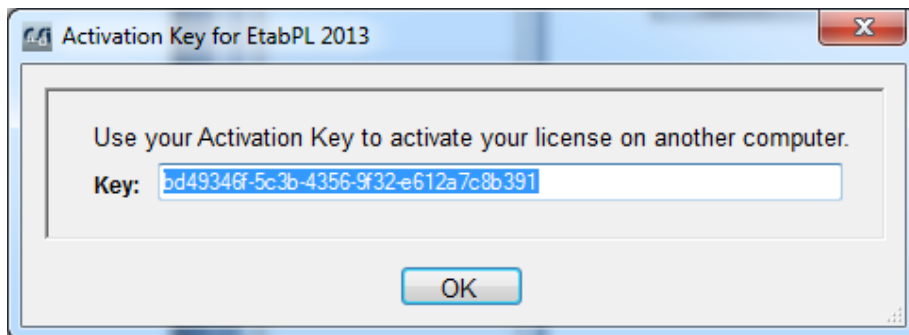 Activation Key for EtabPL 2013
Use your Activation Key to activate your license on another computer.
Key: bd49346f-5c3b-4356-9f32-e612a7c8b391
OK